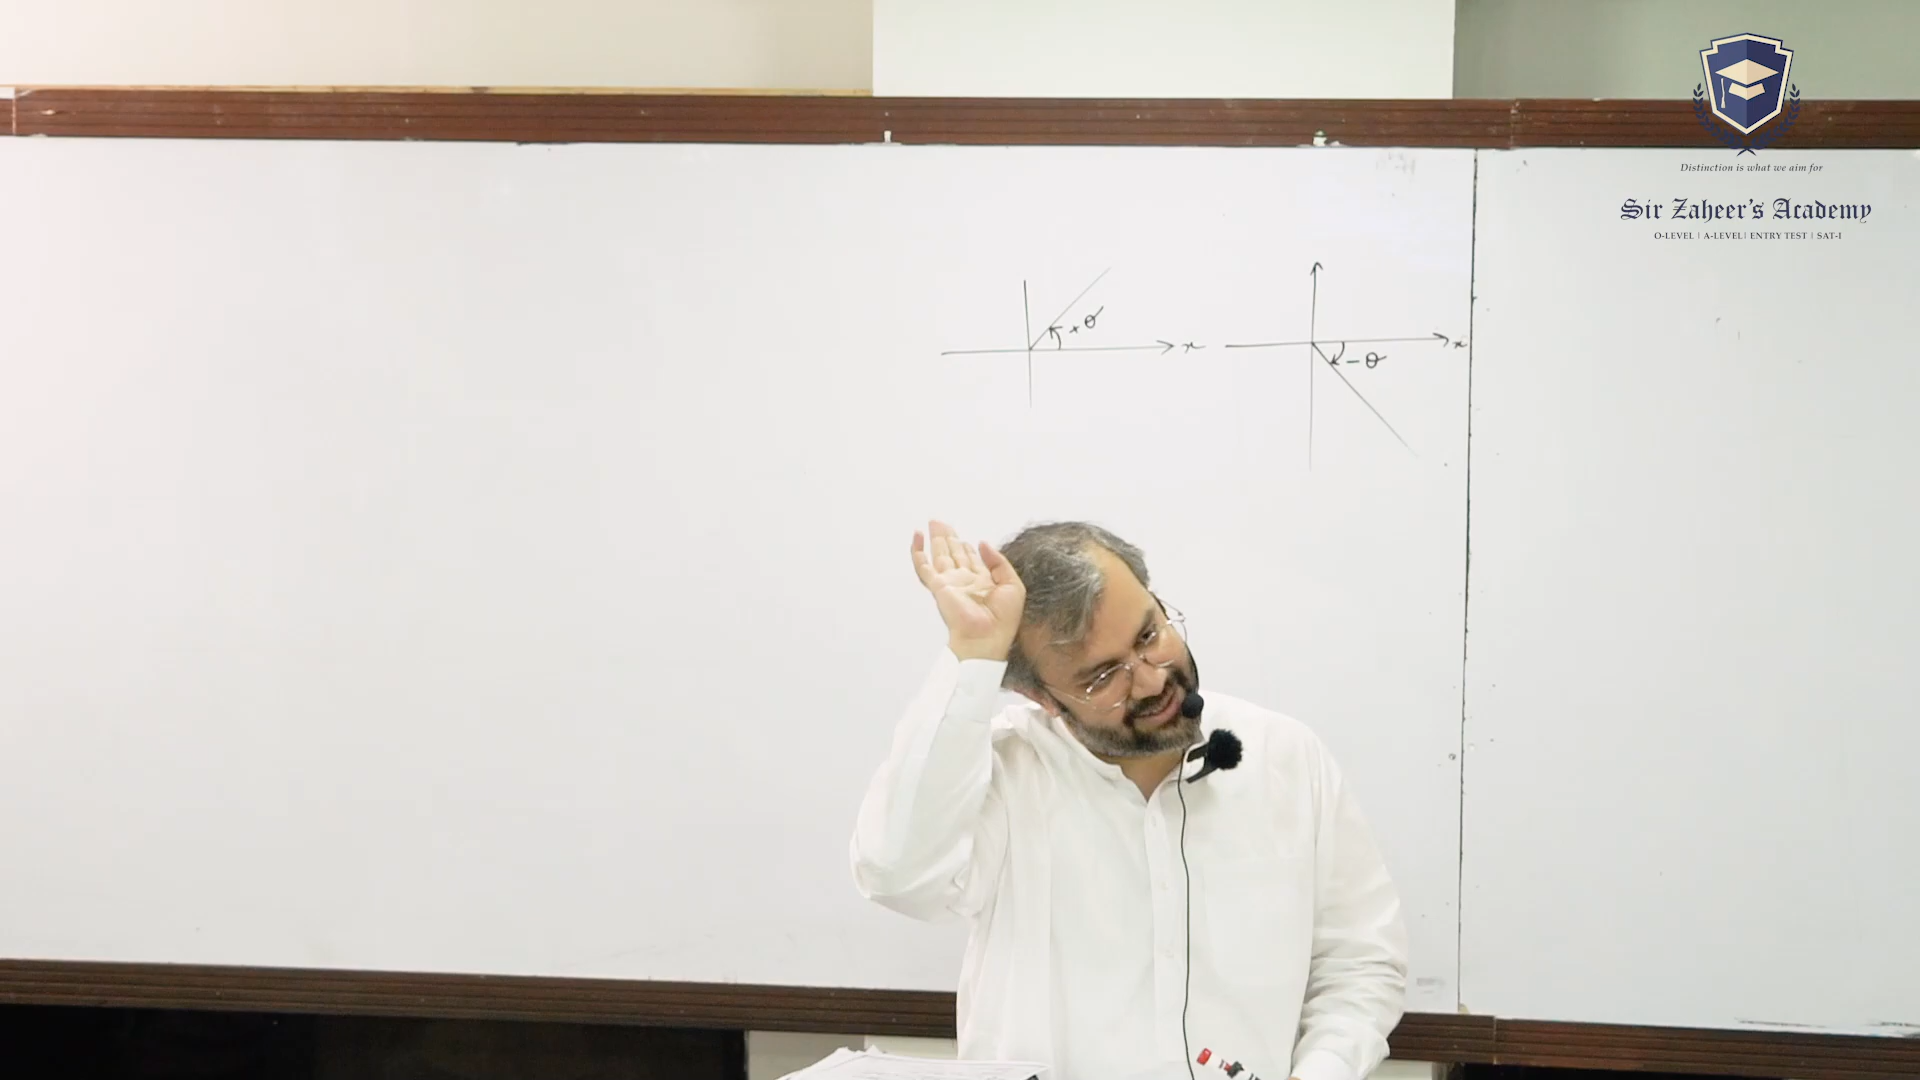 Distinction is what we aim for
Sir Zaheer's Academy
O-LEVEL | A-LEVEL| ENTRY TEST | SAT-I
+θ
x
-θ
x